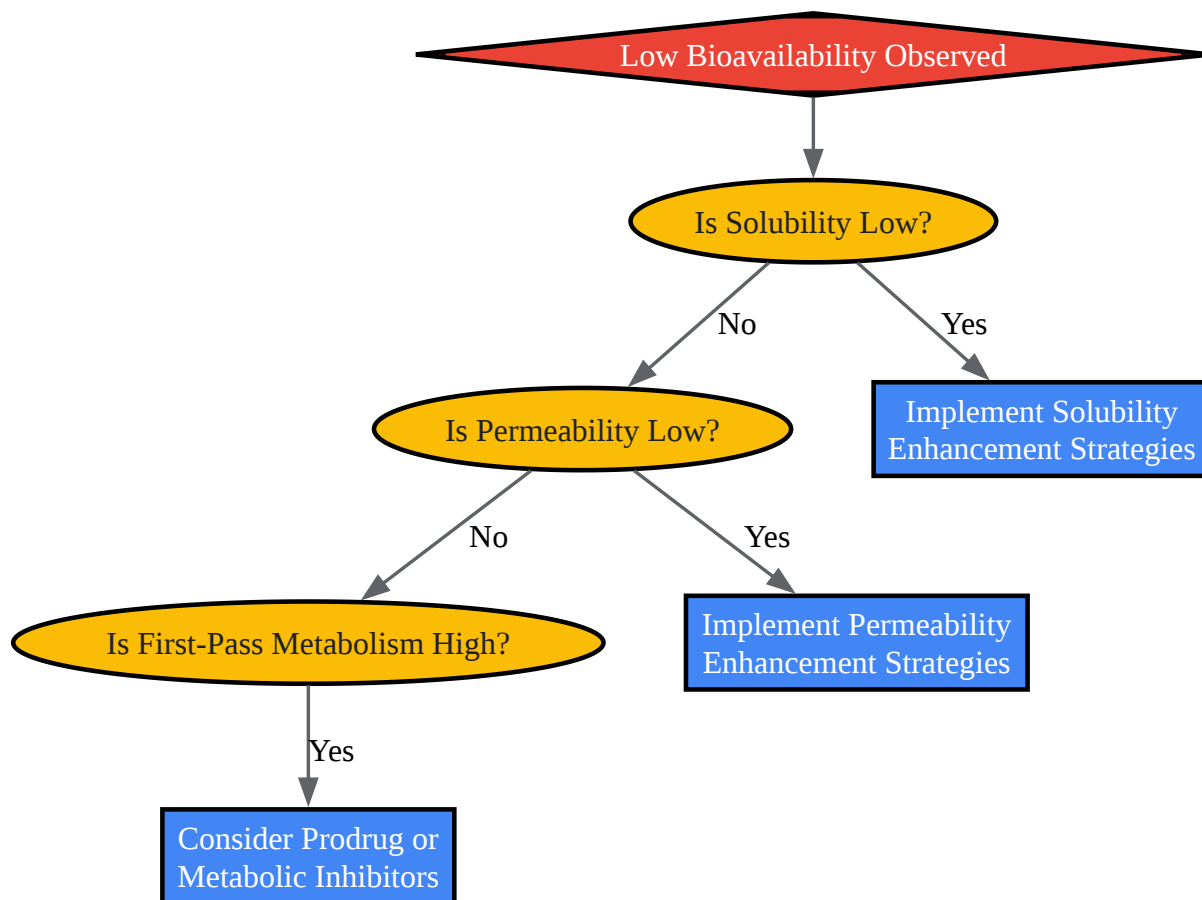 Low Bioavailability Observed
Is Solubility Low?
No
Yes
Implement Solubility
Enhancement Strategies
Is Permeability Low?
No
Yes
Implement Permeability
Enhancement Strategies
Is First-Pass Metabolism High?
Yes
Consider Prodrug or
Metabolic Inhibitors